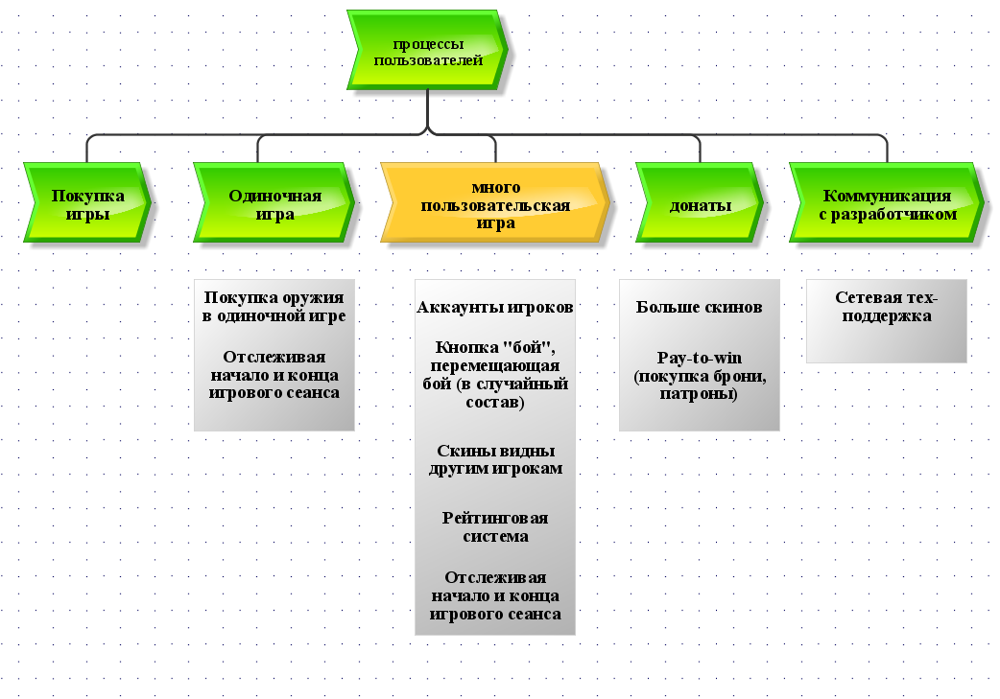 процессы
пользователей
Покупка
игры
Одиночная
игра
много
пользовательская
игра
донаты
Коммуникация
с разработчиком
Покупка оружия
в одиночной игре
Отслеживая
начало и конца
игрового сеанса
Аккаунты игроков
Кнопка "бой",
перемещающая
бой (в случайный
состав)
Скины видны
другим игрокам
Рейтинговая
система
Отслеживая
начало и конца
игрового сеанса
Больше скинов
Pay-to-win
(покупка брони,
патроны)
Сетевая тех-
поддержка